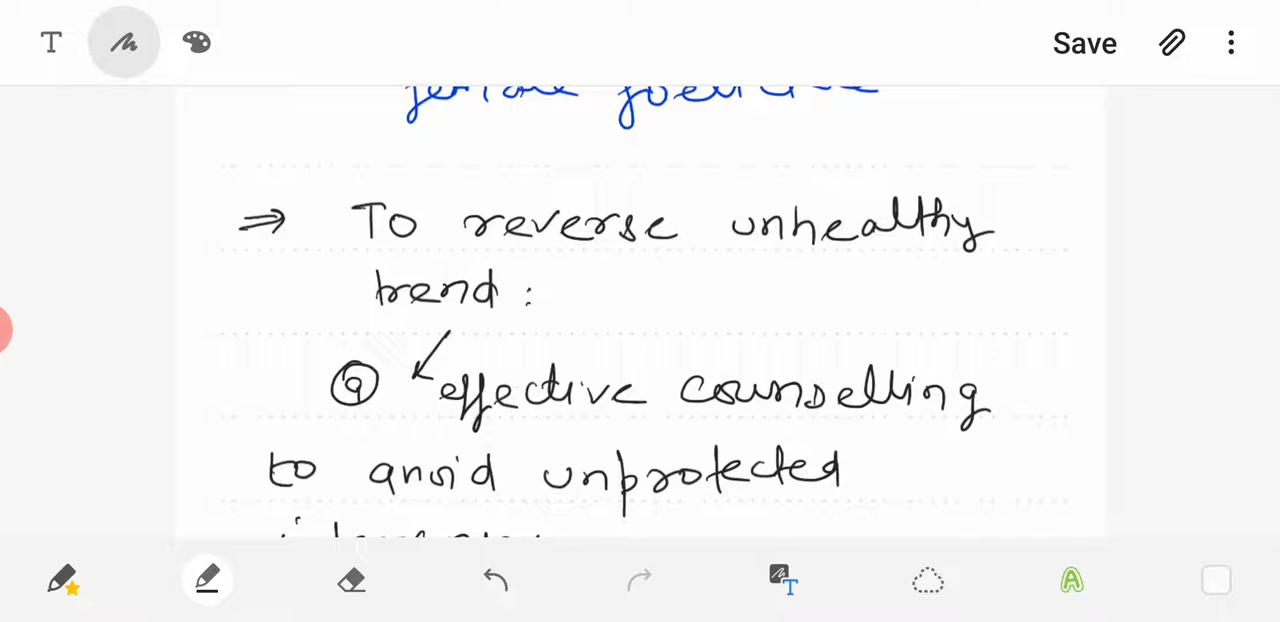 T
Save
⇒ To reverse unhealthy
trend :
ⓐ effective counselling
to avoid unprotected
T
A